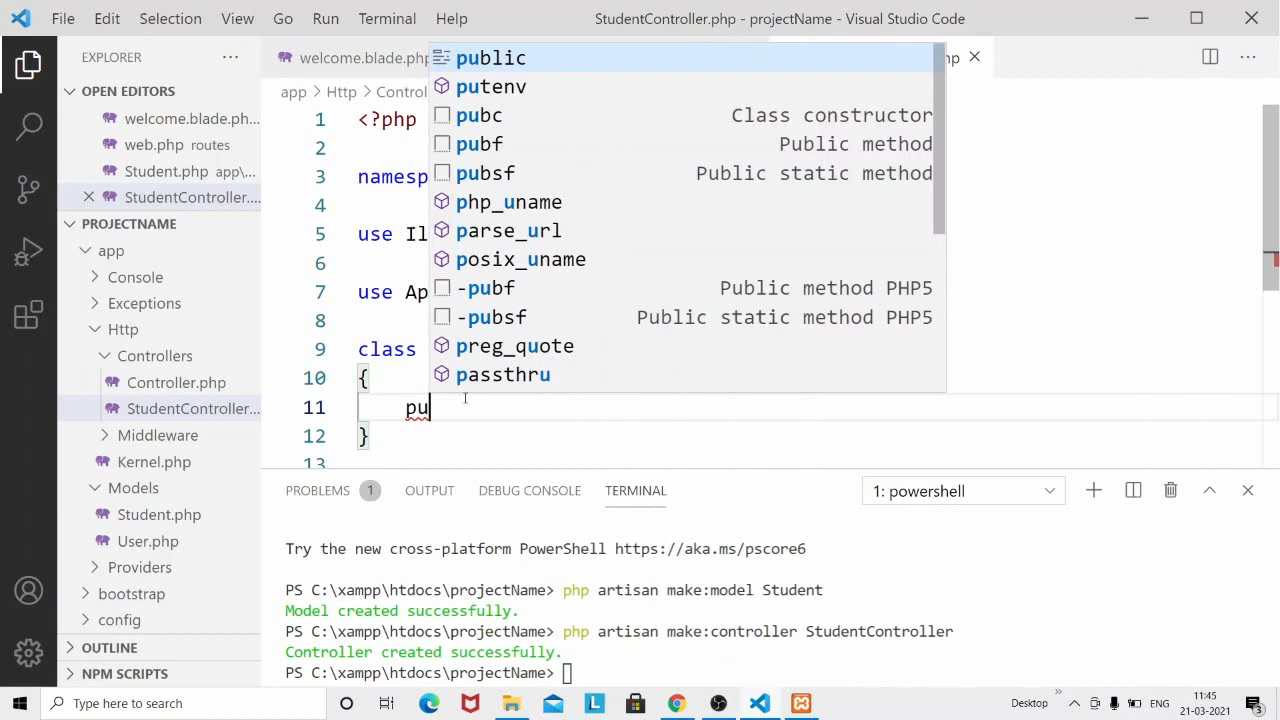 File Edit Selection View Go Run Terminal Help StudentController.php - projectName - Visual Studio Code
EXPLORER
OPEN EDITORS
welcome.blade.ph...
web.php routes
Student.php app\...
StudentController....
PROJECTNAME
app
Console
Exceptions
Http
Controllers
Controller.php
StudentController...
Middleware
Kernel.php
Models
Student.php
User.php
Providers
bootstrap
config
OUTLINE
NPM SCRIPTS
welcome.blade.php
hp
app > Http > Control
1 <?php
2
3 namesp
4
5 use Il
6
7 use Ap
8
9 class
10 {
11 pu
12 }
13
public
putenv
pubc Class constructor
pubf Public method
pubsf Public static method
php_uname
parse_url
posix_uname
-pubf Public method PHP5
-pubsf Public static method PHP5
preg_quote
passthru
PROBLEMS 1 OUTPUT DEBUG CONSOLE TERMINAL 1: powershell
Try the new cross-platform PowerShell https://aka.ms/pscore6
PS C:\xampp\htdocs\projectName> php artisan make:model Student
Model created successfully.
PS C:\xampp\htdocs\projectName> php artisan make:controller StudentController
Controller created successfully.
PS C:\xampp\htdocs\projectName>
Type here to search
L
Desktop
ENG
11:45
21-03-2021
3